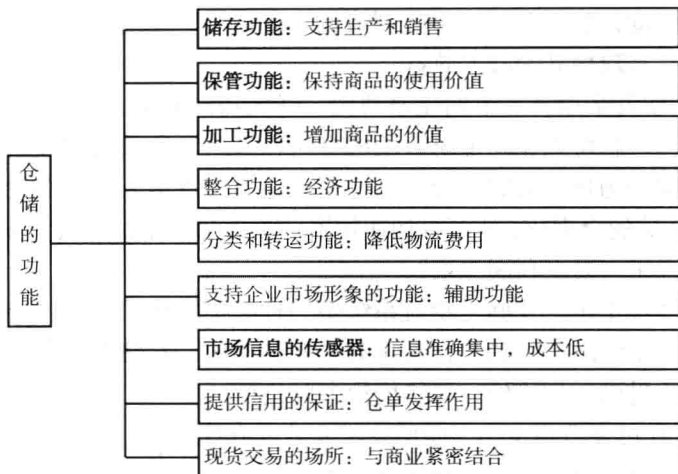 仓储的功能
储存功能：支持生产和销售
保管功能：保持商品的使用价值
加工功能：增加商品的价值
整合功能：经济功能
分类和转运功能：降低物流费用
支持企业市场形象的功能：辅助功能
市场信息的传感器：信息准确集中，成本低
提供信用的保证：仓单发挥作用
现货交易的场所：与商业紧密结合